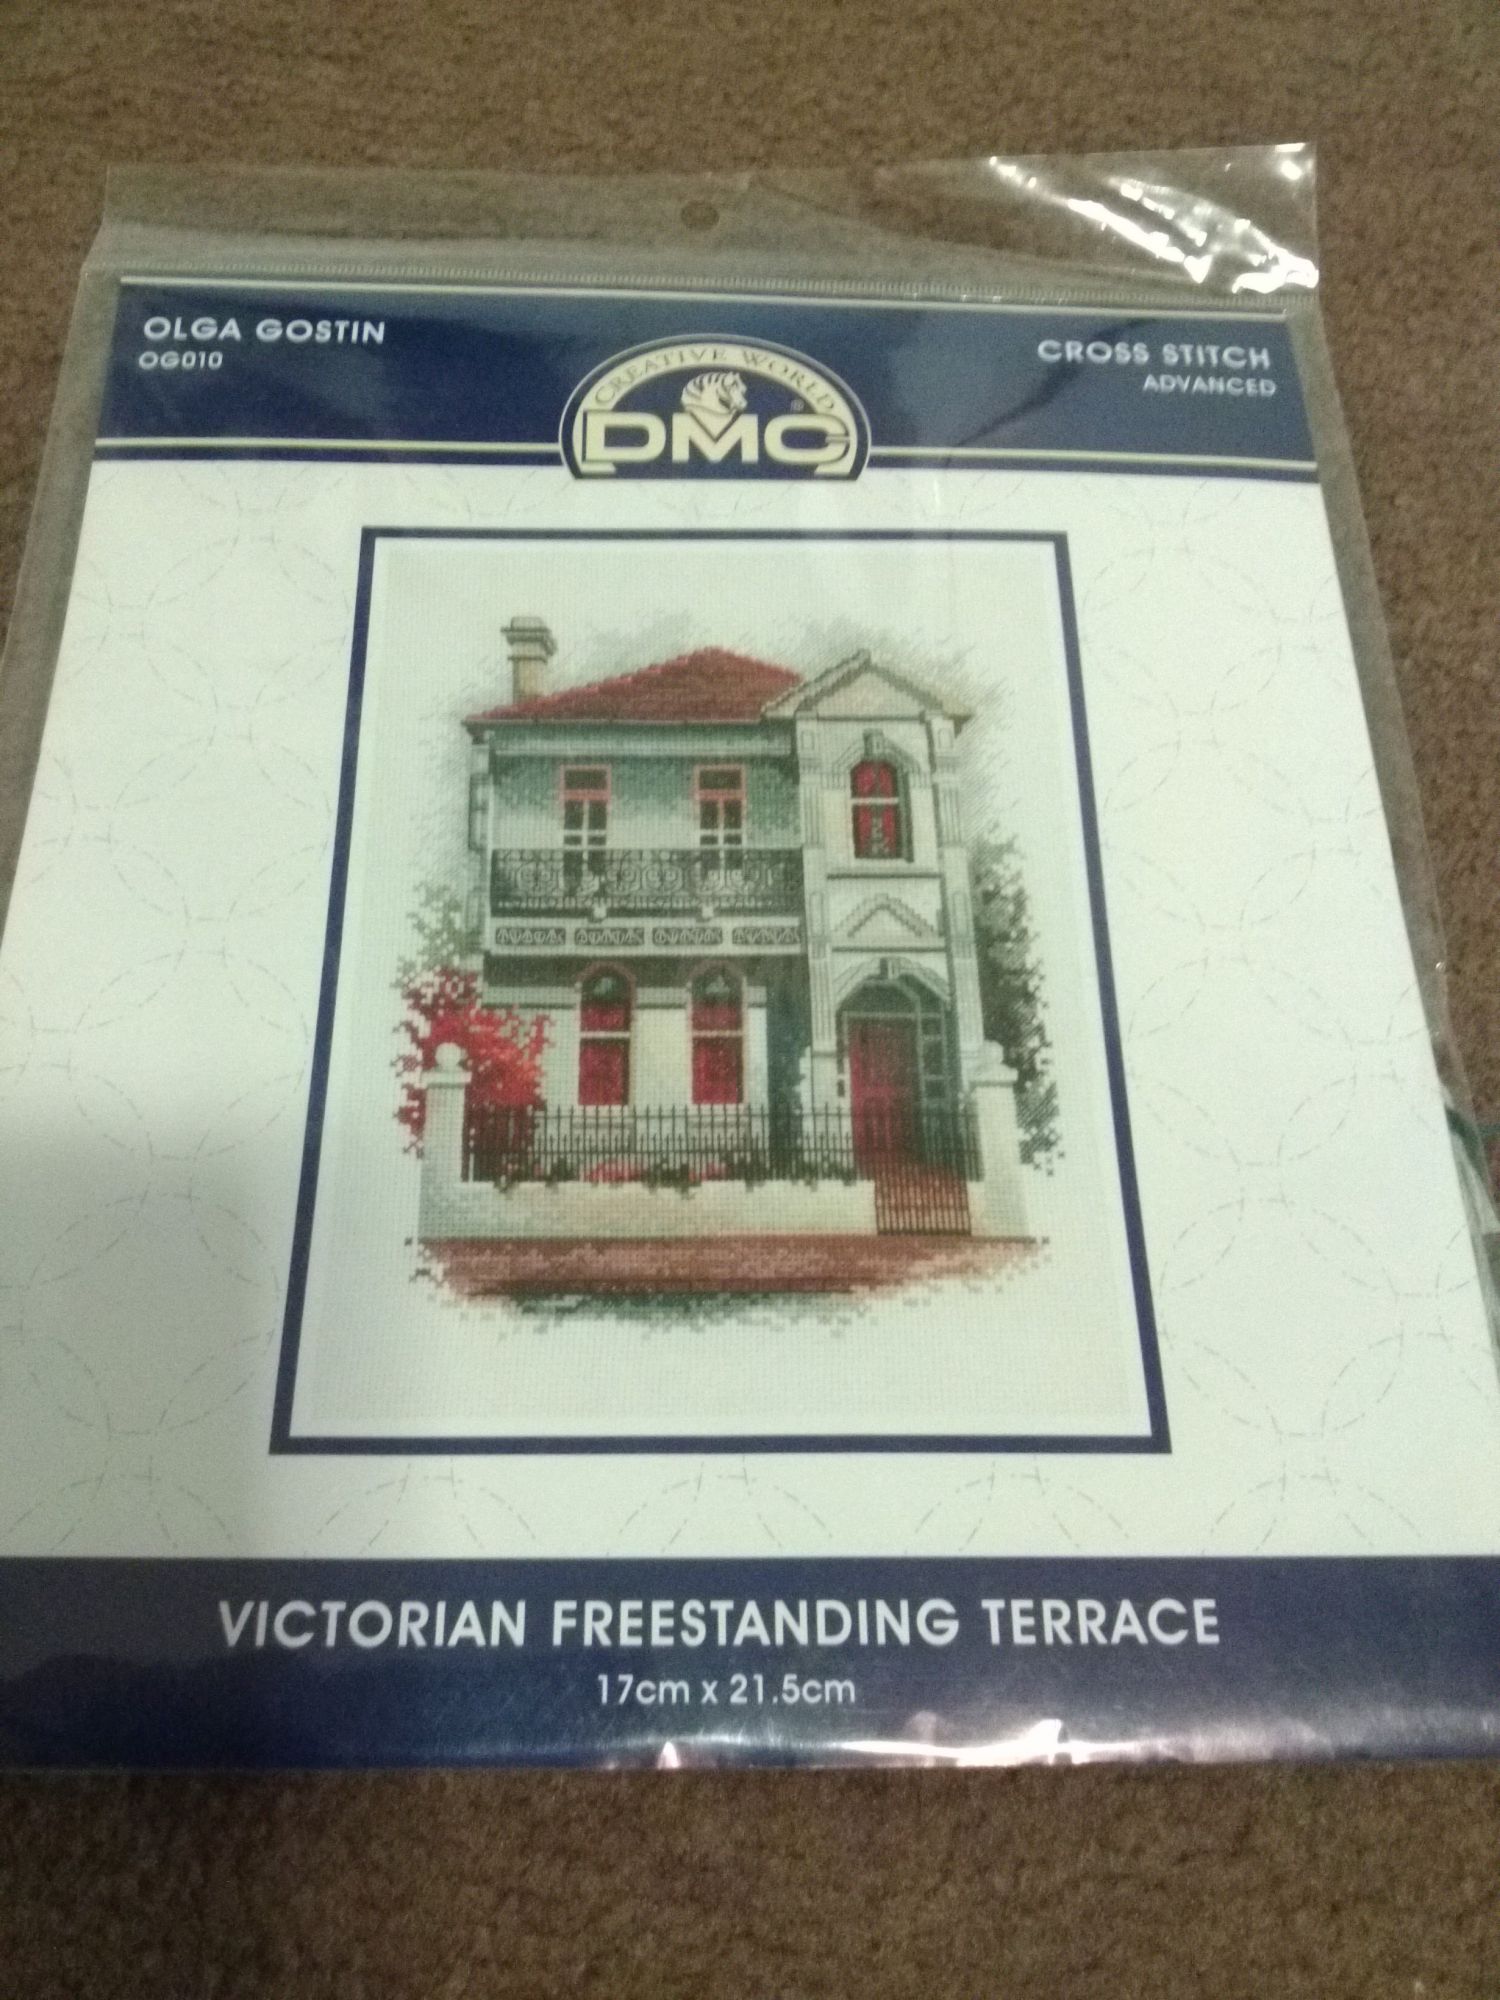 OLGA GOSTIN
OG010
CREATIVE WORLD
DMC®
CROSS STITCH
ADVANCED
VICTORIAN FREESTANDING TERRACE
17cm x 21.5cm